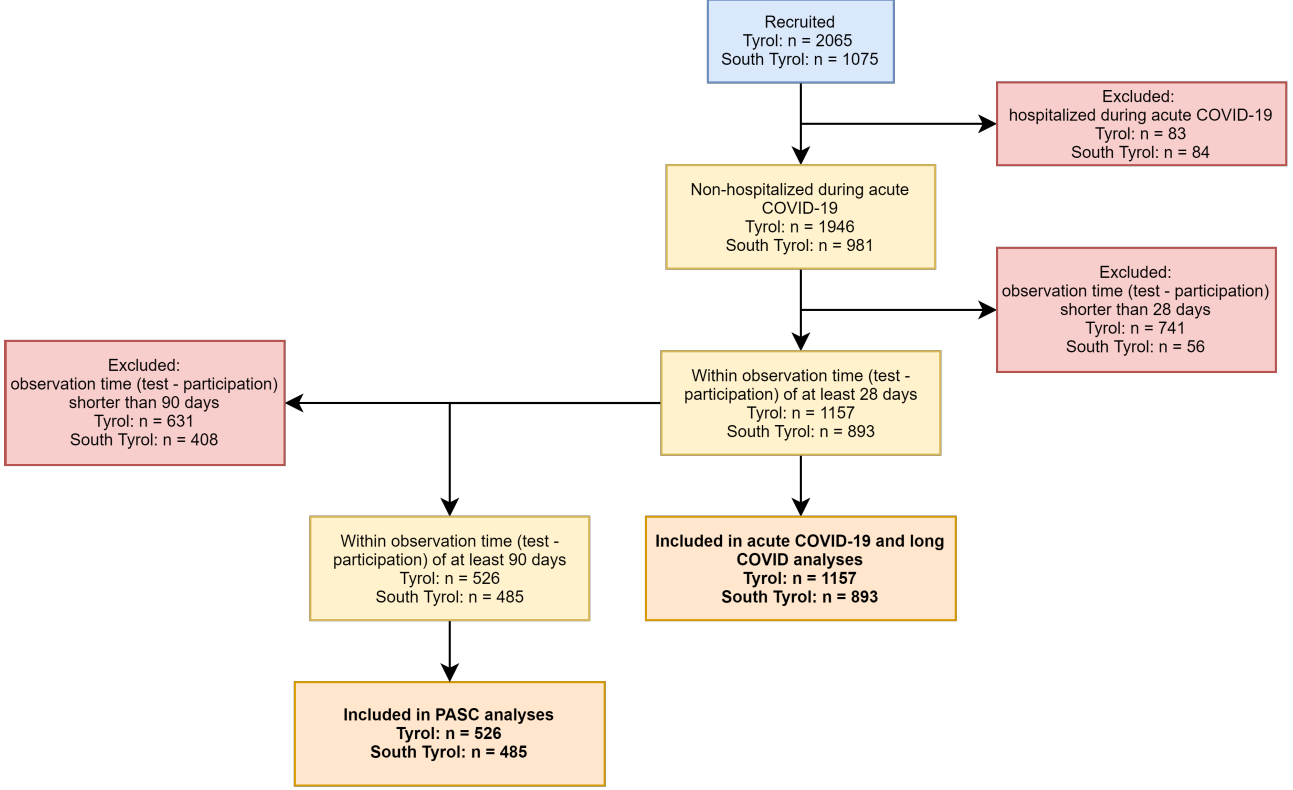 Recruited
Tyrol: n = 2065
South Tyrol: n = 1075
Excluded:
hospitalized during acute COVID-19
Tyrol: n = 83
South Tyrol: n = 84
Non-hospitalized during acute
COVID-19
Tyrol: n = 1946
South Tyrol: n = 981
Excluded:
observation time (test - participation)
shorter than 28 days
Tyrol: n = 741
South Tyrol: n = 56
Within observation time (test -
participation) of at least 28 days
Tyrol: n = 1157
South Tyrol: n = 893
Excluded:
observation time (test - participation)
shorter than 90 days
Tyrol: n = 631
South Tyrol: n = 408
Within observation time (test -
participation) of at least 90 days
Tyrol: n = 526
South Tyrol: n = 485
Included in acute COVID-19 and long
COVID analyses
Tyrol: n = 1157
South Tyrol: n = 893
Included in PASC analyses
Tyrol: n = 526
South Tyrol: n = 485